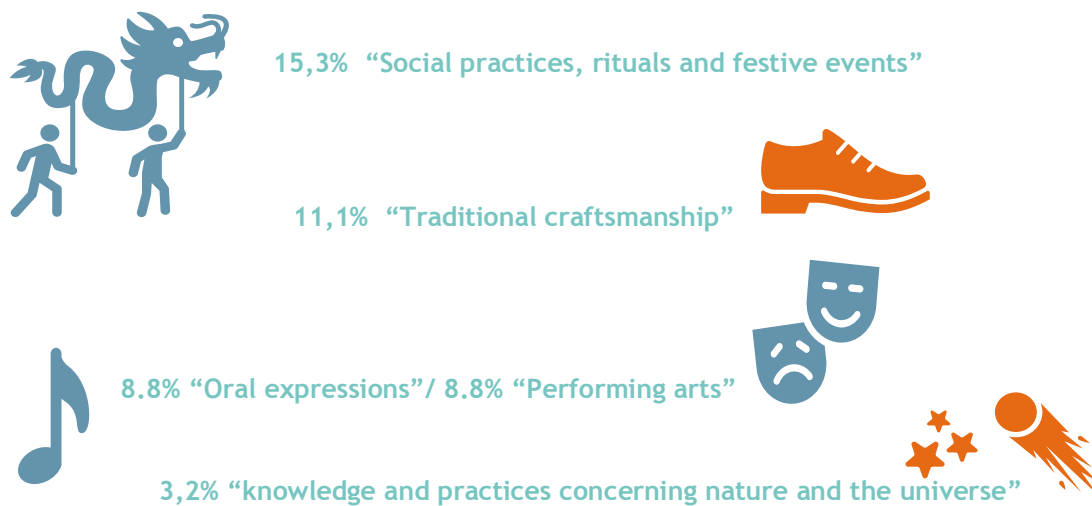 15,3% “Social practices, rituals and festive events”
11,1% “Traditional craftsmanship”
8.8% “Oral expressions”/ 8.8% “Performing arts”
3,2% “knowledge and practices concerning nature and the universe”